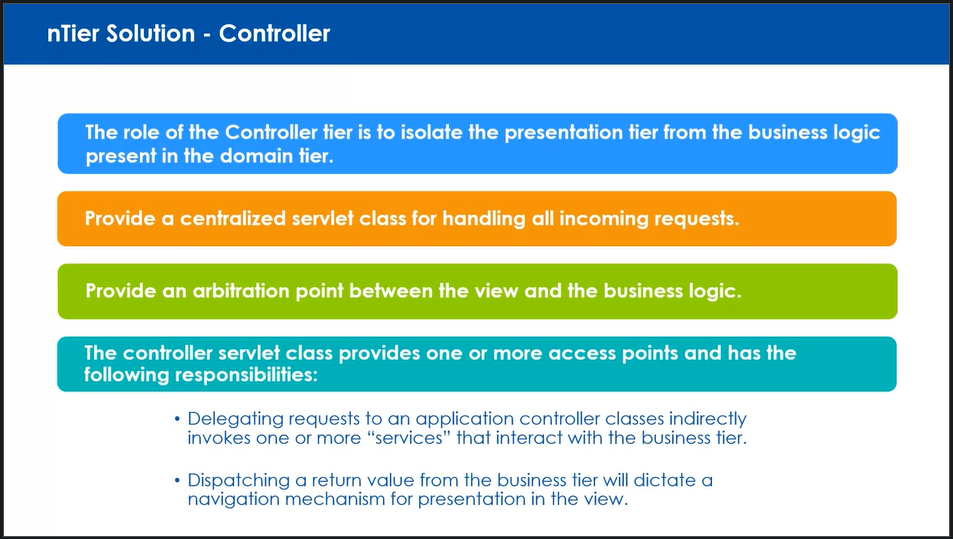 nTier Solution - Controller
The role of the Controller tier is to isolate the presentation tier from the business logic
present in the domain tier.
Provide a centralized servlet class for handling all incoming requests.
Provide an arbitration point between the view and the business logic.
The controller servlet class provides one or more access points and has the
following responsibilities:
• Delegating requests to an application controller classes indirectly
invokes one or more “services” that interact with the business tier.
• Dispatching a return value from the business tier will dictate a
navigation mechanism for presentation in the view.